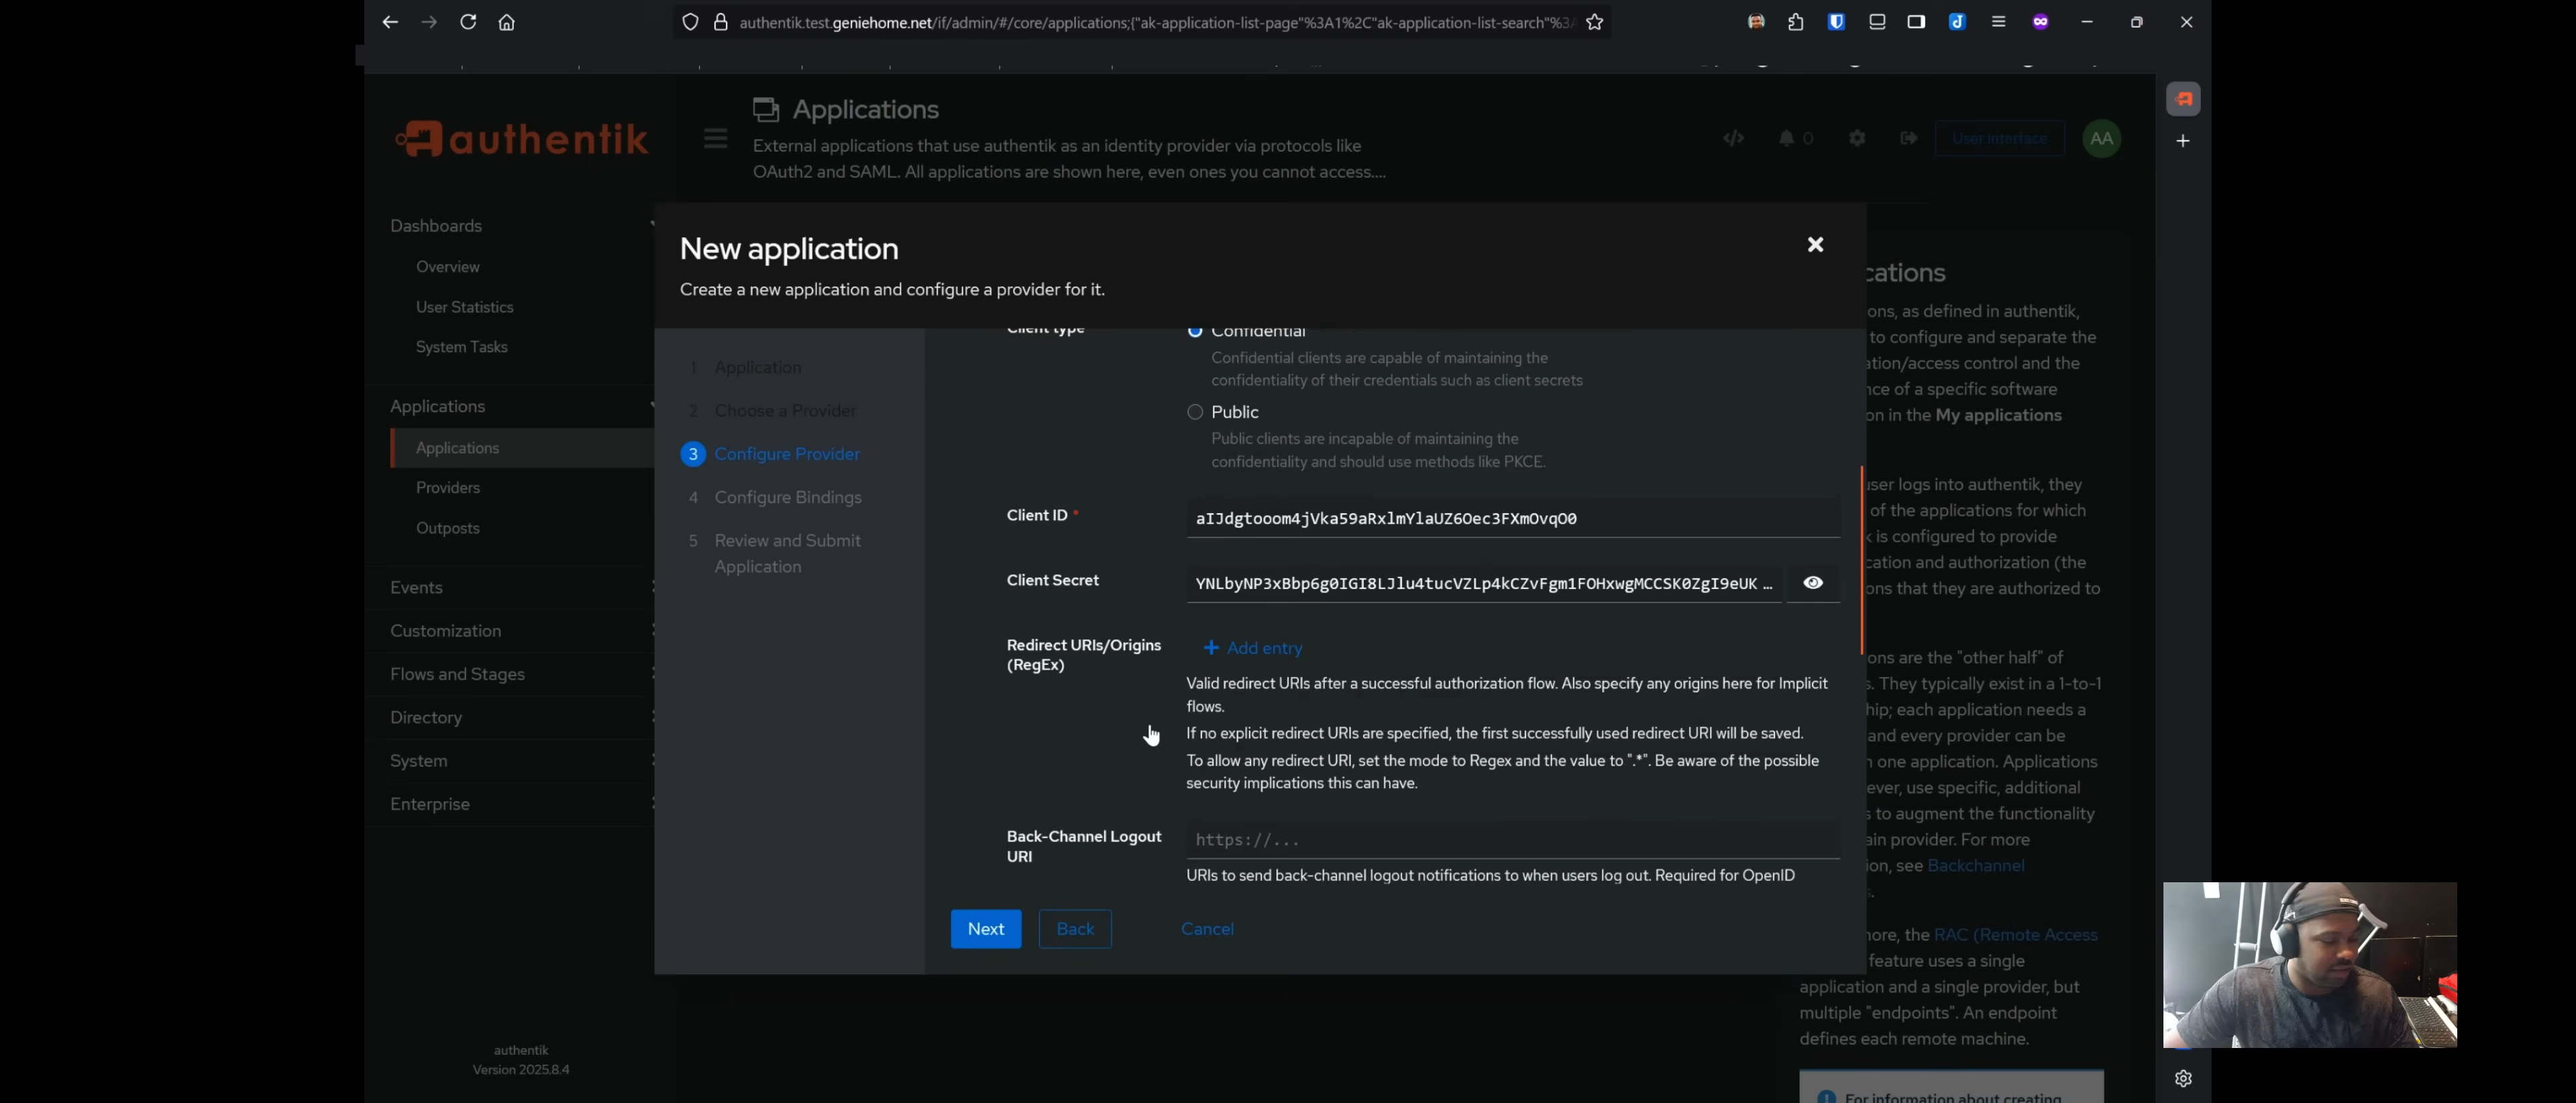 authentik.test.geniehome.net/if/admin/#/core/applications;{"ak-application-list-page"%3A1%2C"ak-application-list-search"%3A
authentik
Applications
External applications that use authentik as an identity provider via protocols like
OAuth2 and SAML. All applications are shown here, even ones you cannot access....
0
User interface
AA
Dashboards
Overview
User Statistics
System Tasks
Applications
Applications
Providers
Outposts
Events
Customization
Flows and Stages
Directory
System
Enterprise
authentik
Version 2025.8.4
New application
Create a new application and configure a provider for it.
1 Application
2 Choose a Provider
3 Configure Provider
4 Configure Bindings
5 Review and Submit
Application
Client type
Confidential
Confidential clients are capable of maintaining the
confidentiality of their credentials such as client secrets
Public
Public clients are incapable of maintaining the
confidentiality and should use methods like PKCE.
Client ID *
aIJdgtooom4jVka59aRxlmYlaUZ6Oec3FXmOvqO0
Client Secret
YNLbyNP3xBbp6g0IGI8LJlu4tucVZLp4kCZvFgm1FOHxwgMCCSK0ZgI9eUK ...
Redirect URIs/Origins
(RegEx)
+ Add entry
Valid redirect URIs after a successful authorization flow. Also specify any origins here for Implicit
flows.
If no explicit redirect URIs are specified, the first successfully used redirect URI will be saved.
To allow any redirect URI, set the mode to Regex and the value to ".*". Be aware of the possible
security implications this can have.
Back-Channel Logout
URI
https://...
URIs to send back-channel logout notifications to when users log out. Required for OpenID
Next
Back
Cancel
cations
ons, as defined in authentik,
to configure and separate the
ation/access control and the
nce of a specific software
on in the My applications
user logs into authentik, they
of the applications for which
k is configured to provide
cation and authorization (the
ons that they are authorized to
ons are the "other half" of
s. They typically exist in a 1-to-1
hip; each application needs a
and every provider can be
n one application. Applications
ever, use specific, additional
s to augment the functionality
ain provider. For more
ion, see Backchannel
s.
nore, the RAC (Remote Access
feature uses a single
application and a single provider, but
multiple "endpoints". An endpoint
defines each remote machine.
For information about creating